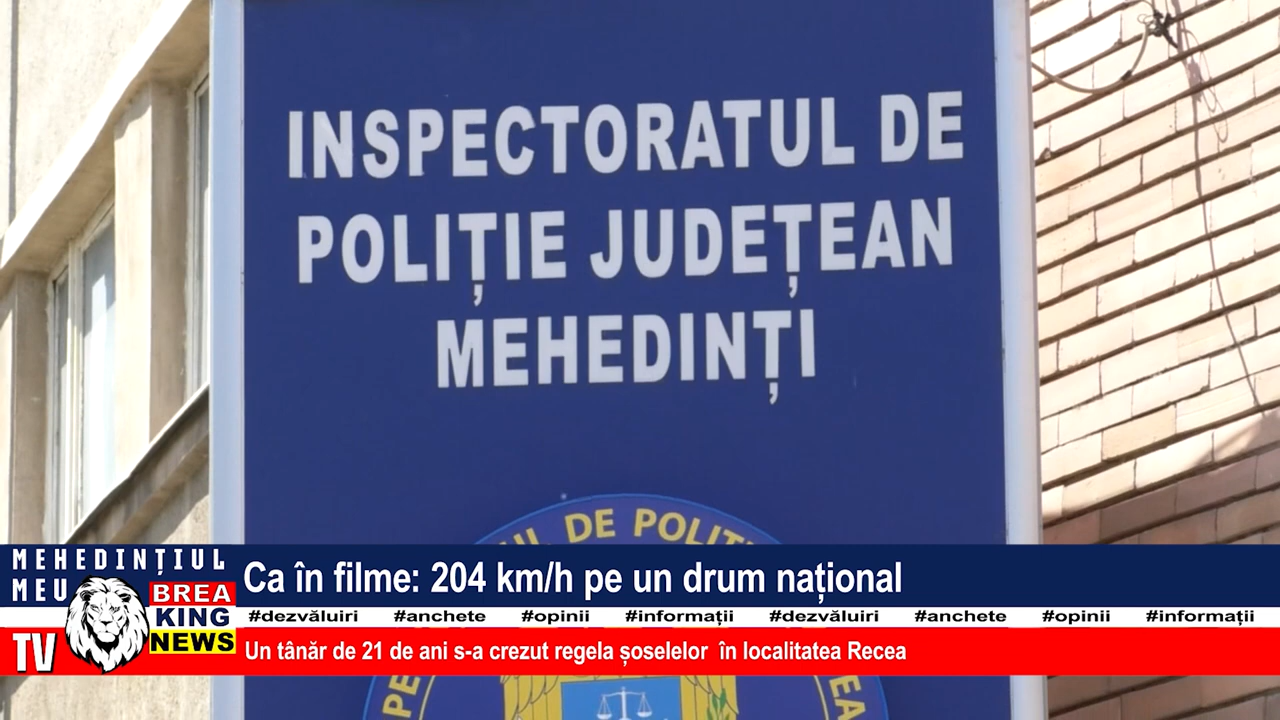 INSPECTORATUL DE
POLIȚIE JUDEȚEAN
MEHEDINȚI
DE POLIȚI
MEHEDINȚIUL
MEU
TV
BREA
KING
NEWS
Ca în filme: 204 km/h pe un drum național
#dezvăluiri #anchete #opinii #informații #dezvăluiri #anchete #opinii #informații
Un tânăr de 21 de ani s-a crezut regela șoselelor în localitatea Recea